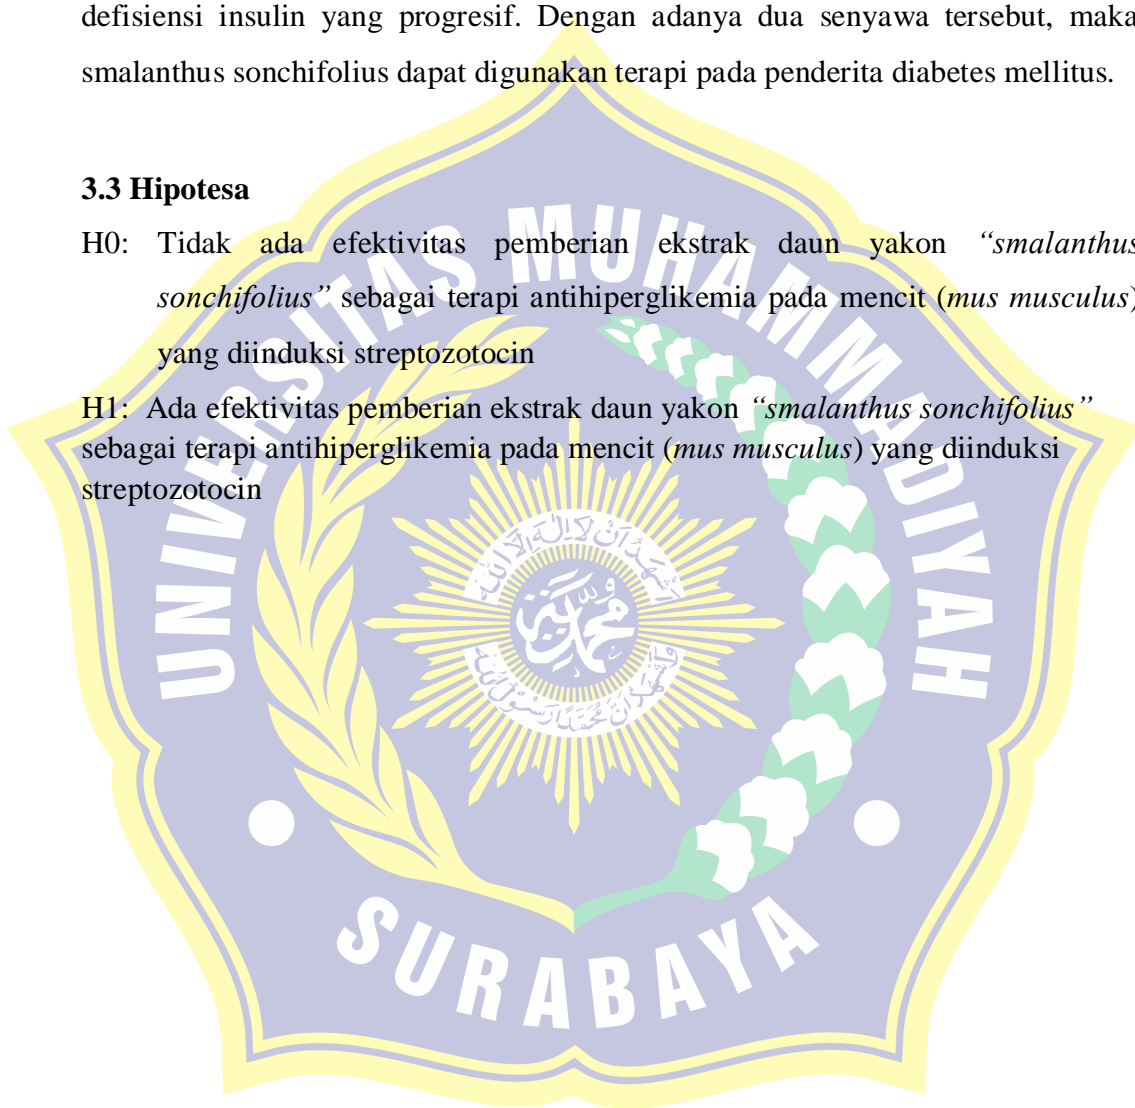 defisiensi insulin yang progresif. Dengan adanya dua senyawa tersebut, maka
smalanthus sonchifolius dapat digunakan terapi pada penderita diabetes mellitus.
3.3 Hipotesa
H0: Tidak ada efektivitas pemberian ekstrak daun yakon “smalanthus
sonchifolius” sebagai terapi antihiperglikemia pada mencit (mus musculus)
yang diinduksi streptozotocin
H1: Ada efektivitas pemberian ekstrak daun yakon “smalanthus sonchifolius”
sebagai terapi antihiperglikemia pada mencit (mus musculus) yang diinduksi
streptozotocin
UNIVERSITAS MUHAMMADIYAH
SURABAYA